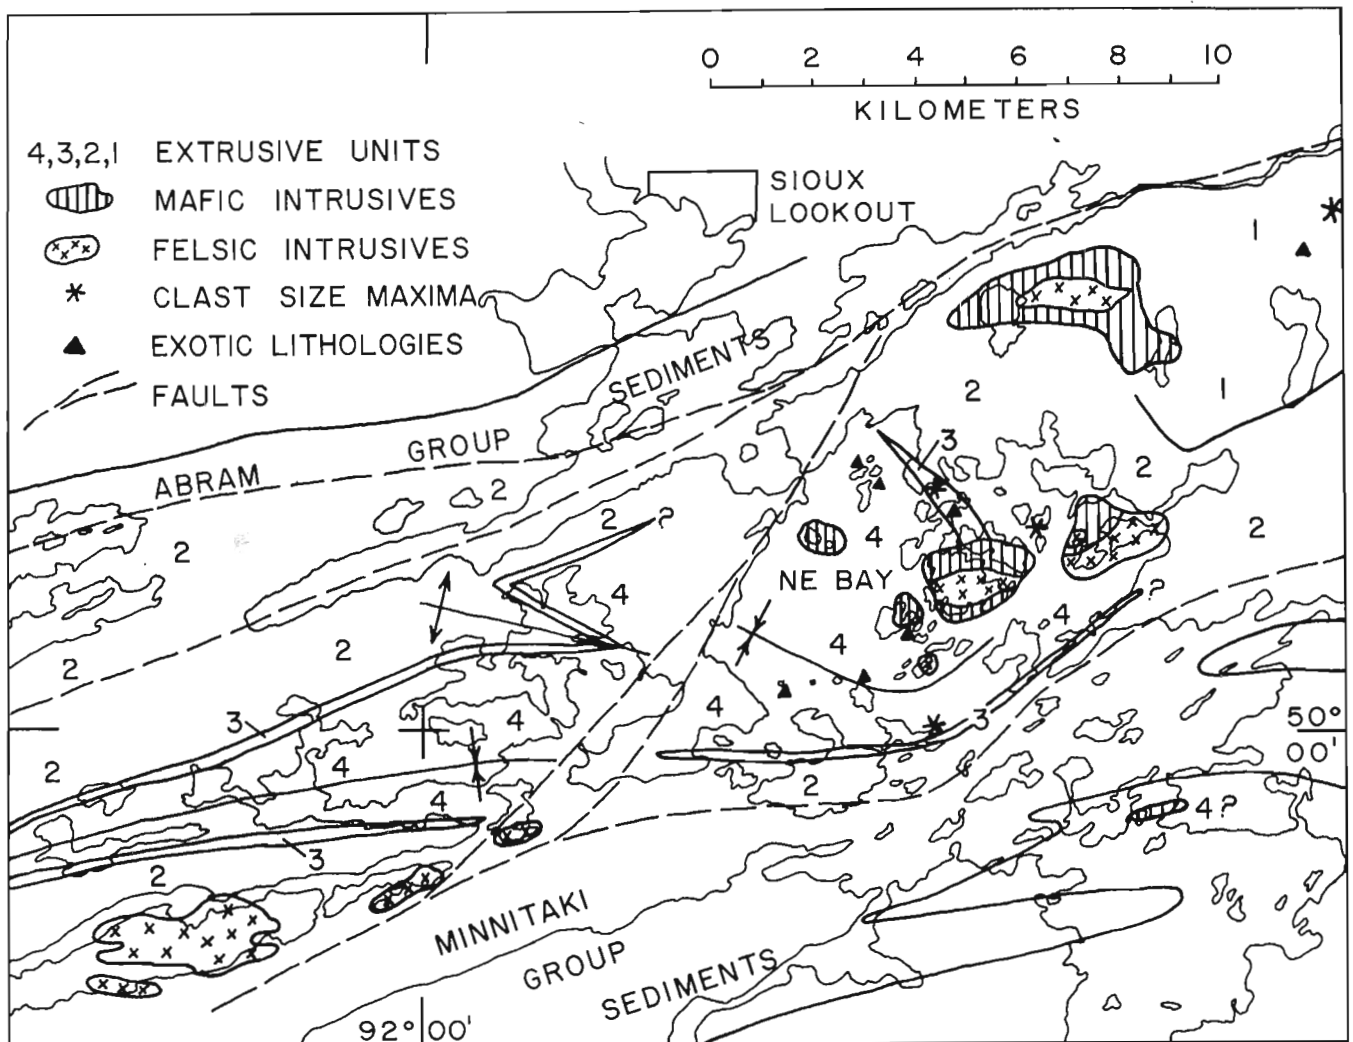 0 2 4 6 8 10
KILOMETERS
4,3,2,1 EXTRUSIVE UNITS
MAFIC INTRUSIVES
FELSIC INTRUSIVES
CLAST SIZE MAXIMA
EXOTIC LITHOLOGIES
FAULTS
SIOUX
LOOKOUT
1
SEDIMENTS
2
1
GROUP
3
ABRAM
2
2
2
?
2
4
2
2
NE BAY
4
?
4
2
4
2
4
3
4
3
50°
00'
2
4
2
4
4?
3
2
MINNITAKI
GROUP
SEDIMENTS
92°00'